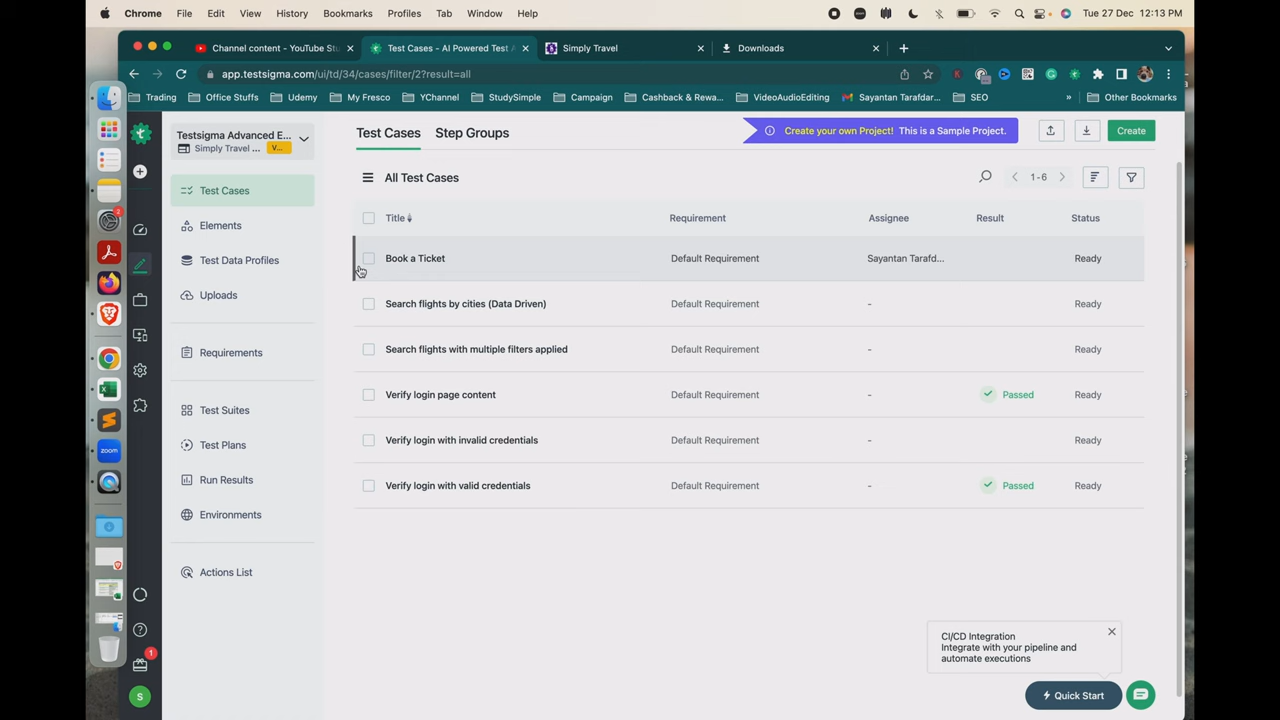 Chrome File Edit View History Bookmarks Profiles Tab Window Help Tue 27 Dec 12:13 PM
Channel content - YouTube Stu Test Cases - AI Powered Test A Simply Travel Downloads
app.testsigma.com/ui/td/34/cases/filter/2?result=all
Trading Office Stuffs Udemy My Fresco YChannel StudySimple Campaign Cashback & Rewa... VideoAudioEditing Sayantan Tarafdar... SEO » Other Bookmarks
Testsigma Advanced E...
Simply Travel ... V...
Test Cases Step Groups
Create your own Project! This is a Sample Project.
Create
Test Cases
Elements
Test Data Profiles
Uploads
Requirements
Test Suites
Test Plans
Run Results
Environments
Actions List
All Test Cases 1-6
Title Requirement Assignee Result Status
Book a Ticket Default Requirement Sayantan Tarafd... Ready
Search flights by cities (Data Driven) Default Requirement - Ready
Search flights with multiple filters applied Default Requirement - Ready
Verify login page content Default Requirement - Passed Ready
Verify login with invalid credentials Default Requirement - Ready
Verify login with valid credentials Default Requirement - Passed Ready
CI/CD Integration
Integrate with your pipeline and
automate executions
Quick Start
2
zoom
1
S